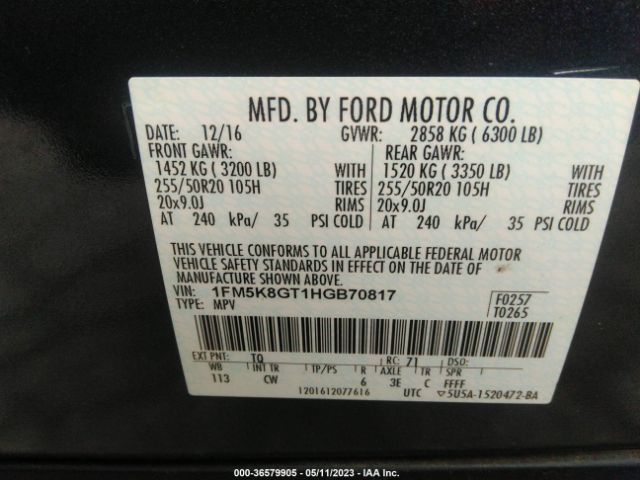 MFD. BY FORD MOTOR CO.
DATE: 12/16 GVWR: 2858 KG ( 6300 LB)
FRONT GAWR: REAR GAWR:
1452 KG ( 3200 LB) WITH 1520 KG ( 3350 LB) WITH
255/50R20 105H TIRES 255/50R20 105H TIRES
20x9.0J RIMS 20x9.0J RIMS
AT 240 kPa/ 35 PSI COLD AT 240 kPa/ 35 PSI COLD
THIS VEHICLE CONFORMS TO ALL APPLICABLE FEDERAL MOTOR
VEHICLE SAFETY STANDARDS IN EFFECT ON THE DATE OF
MANUFACTURE SHOWN ABOVE.
VIN: 1FM5K8GT1HGB70817 F0257
TYPE: MPV T0265
EXT PNT: TQ RC: 71 DSO:
WB INT TR TP/PS R AXLE TR SPR
113 CW 6 3E C FFFF
1201612077616 UTC ▽5U5A-1520472-BA
000 - 36579905 - 05/11/2023 - IAA Inc.